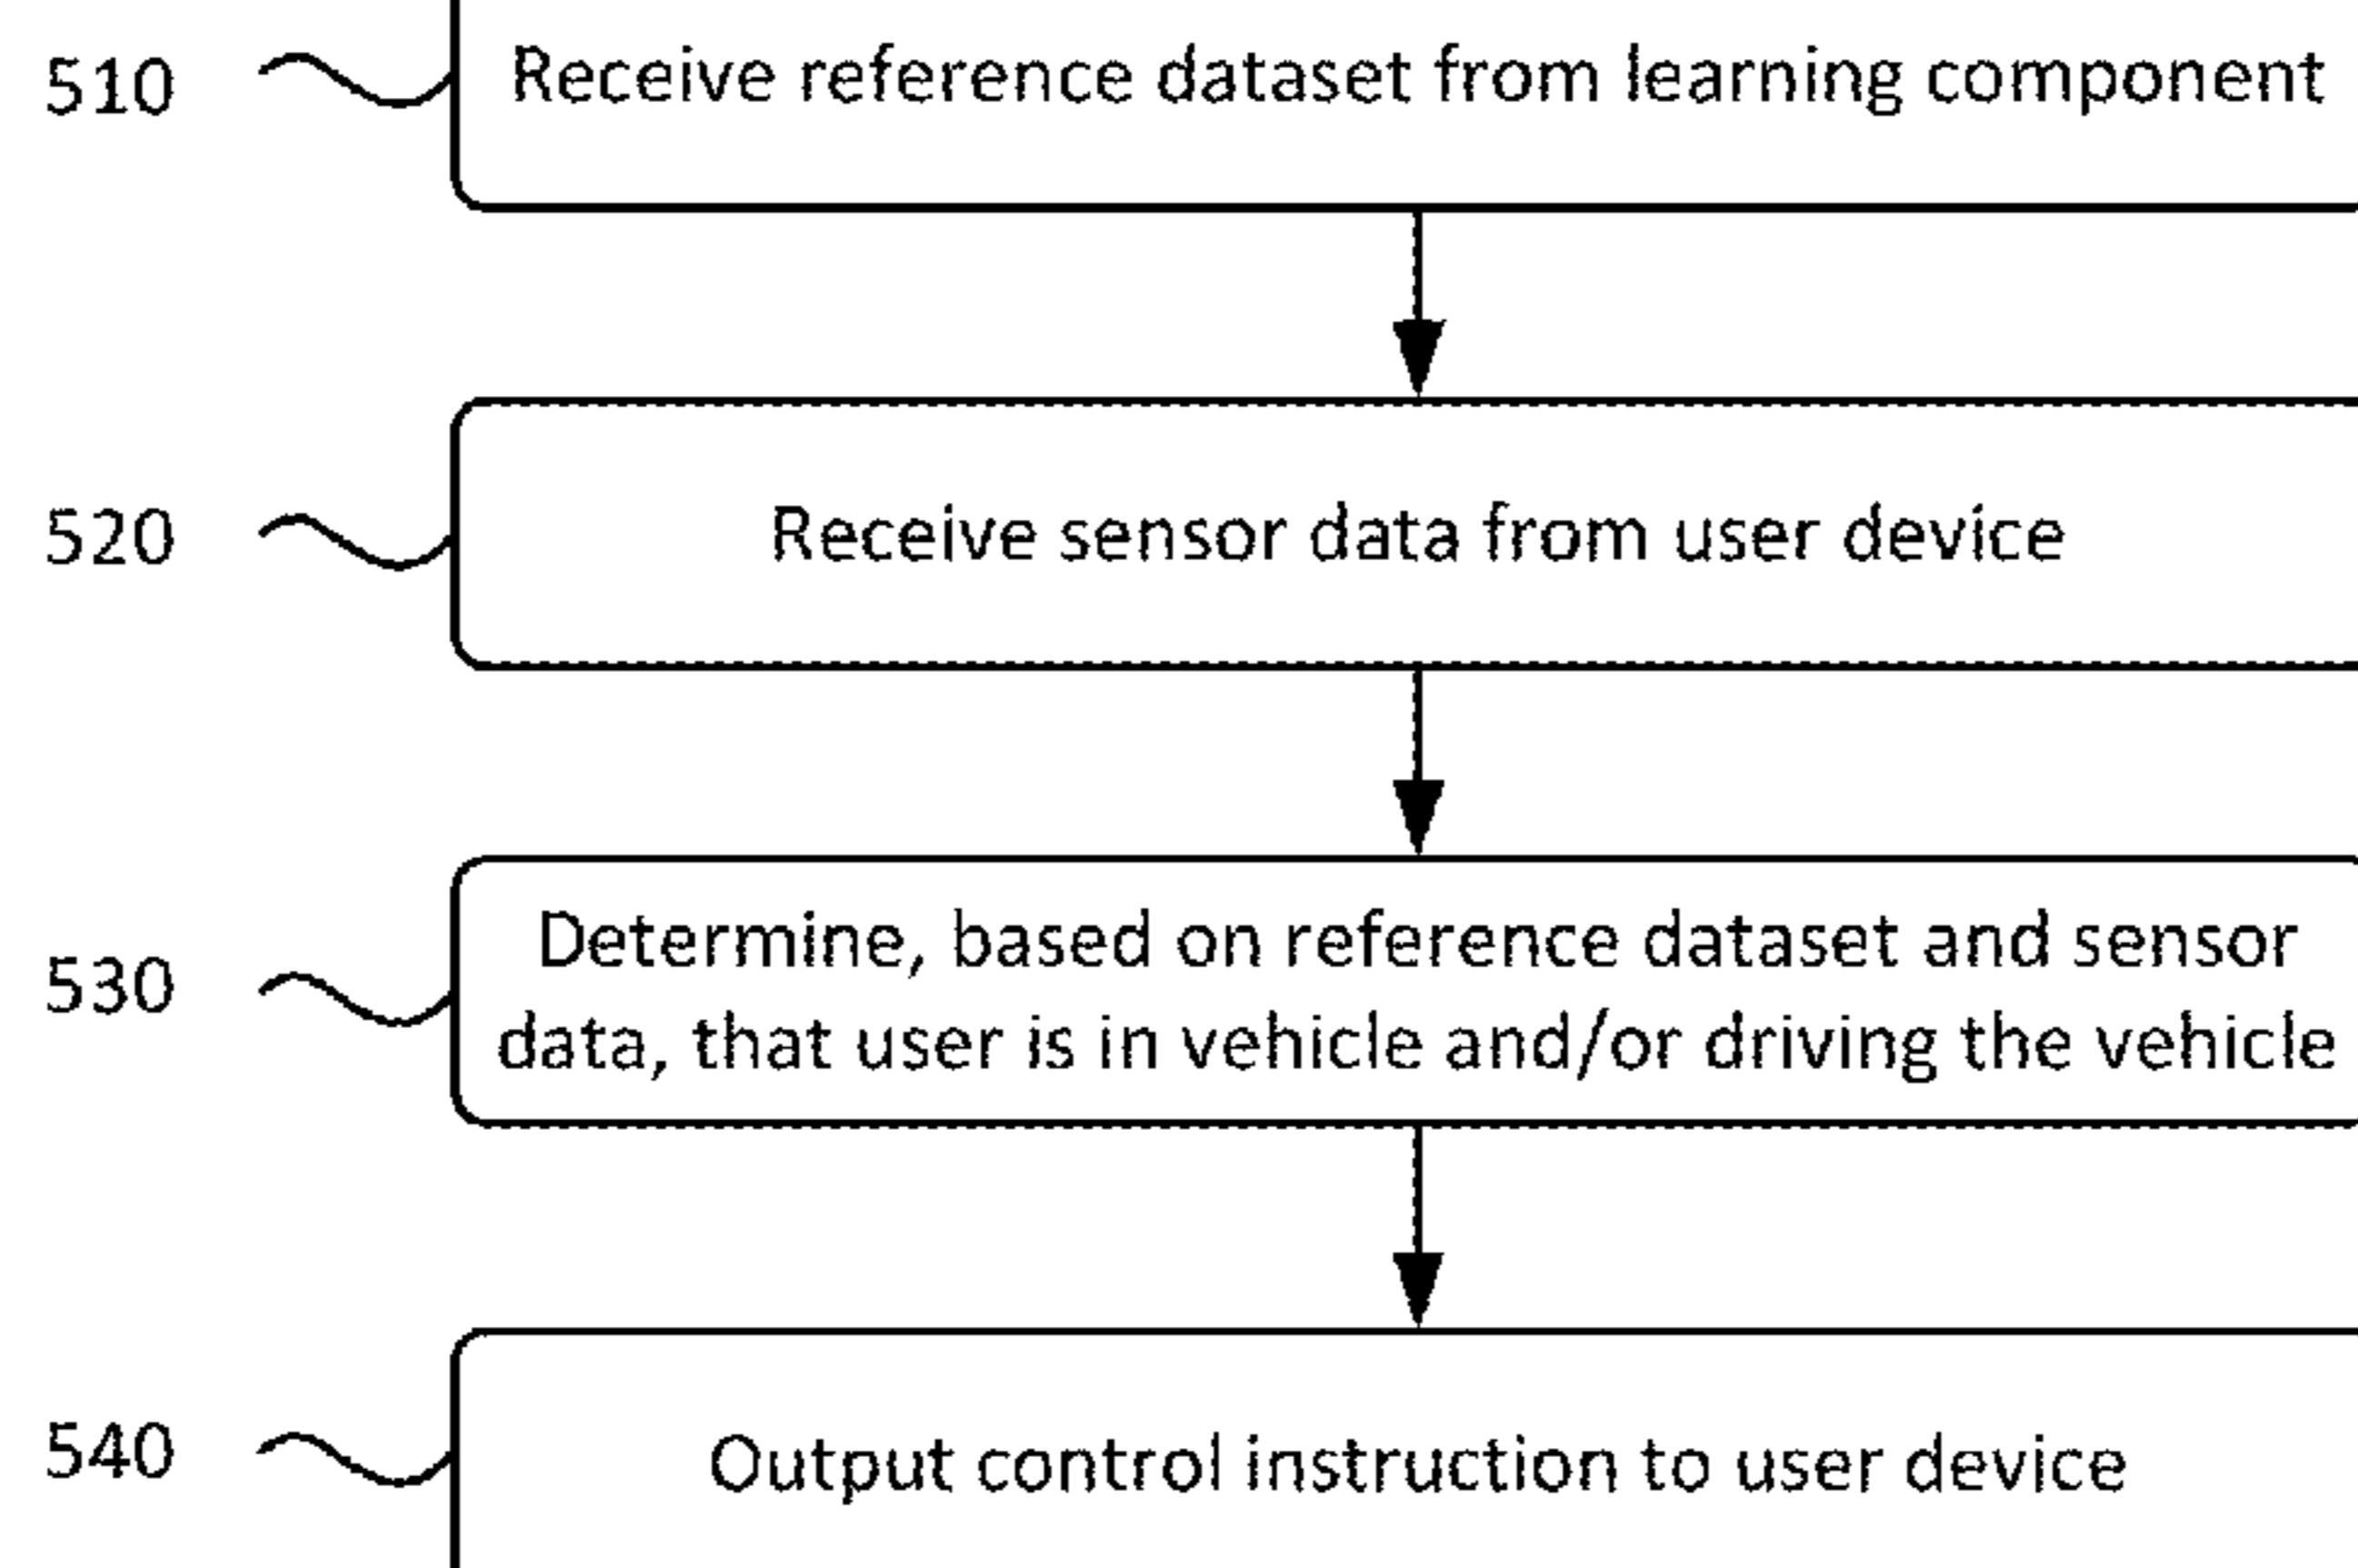 510
Receive reference dataset from learning component
520
Receive sensor data from user device
530
Determine, based on reference dataset and sensor
data, that user is in vehicle and/or driving the vehicle
540
Output control instruction to user device